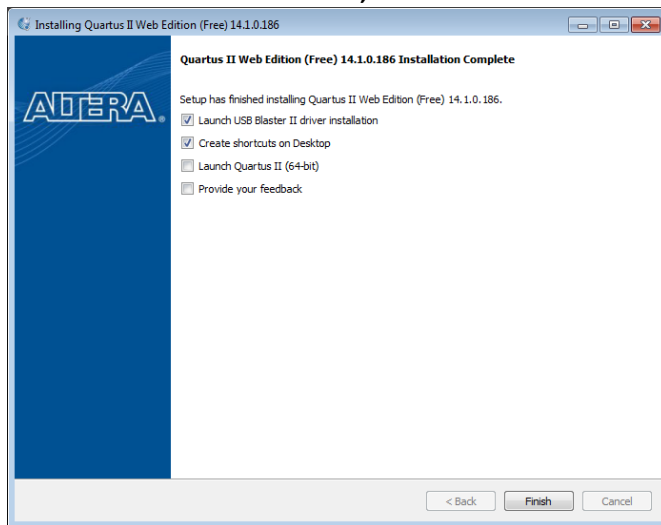 Installing Quartus II Web Edition (Free) 14.1.0.186
Quartus II Web Edition (Free) 14.1.0.186 Installation Complete
ALTERA®
Setup has finished installing Quartus II Web Edition (Free) 14.1.0.186.
Launch USB Blaster II driver installation
Create shortcuts on Desktop
Launch Quartus II (64-bit)
Provide your feedback
< Back Finish Cancel